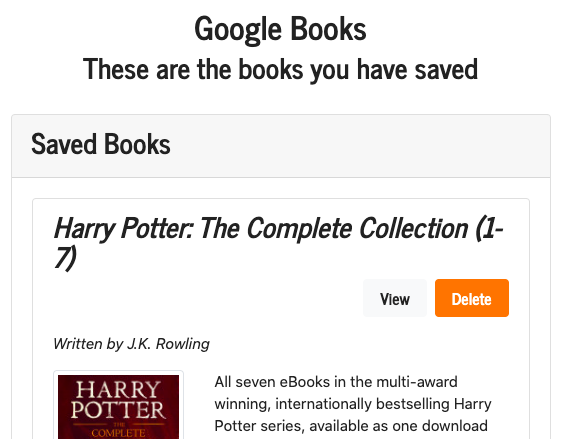 Google Books
These are the books you have saved
Saved Books
Harry Potter: The Complete Collection (1-
7)
View
Delete
Written by J.K. Rowling
HARRY
POTTER
THE
COMPLETE
All seven eBooks in the multi-award
winning, internationally bestselling Harry
Potter series, available as one download